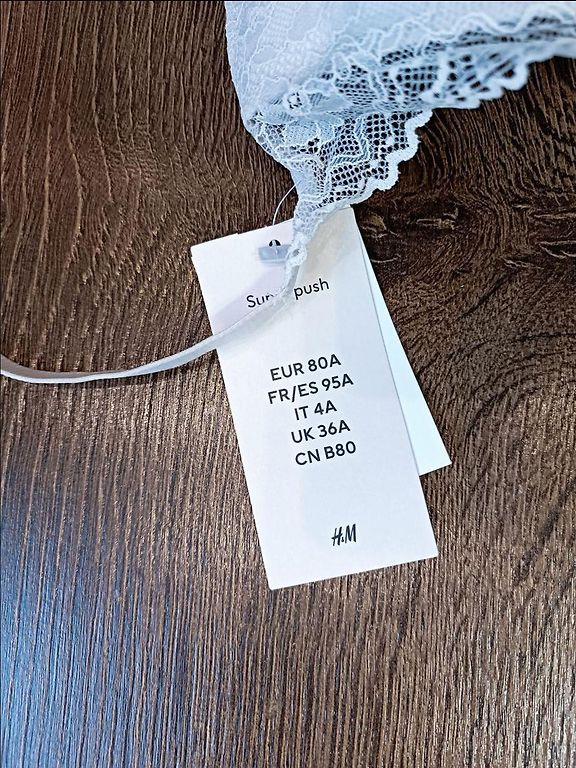 push
EUR 80A
FR/ES 95A
IT 4A
UK 36A
CN B80
H&M